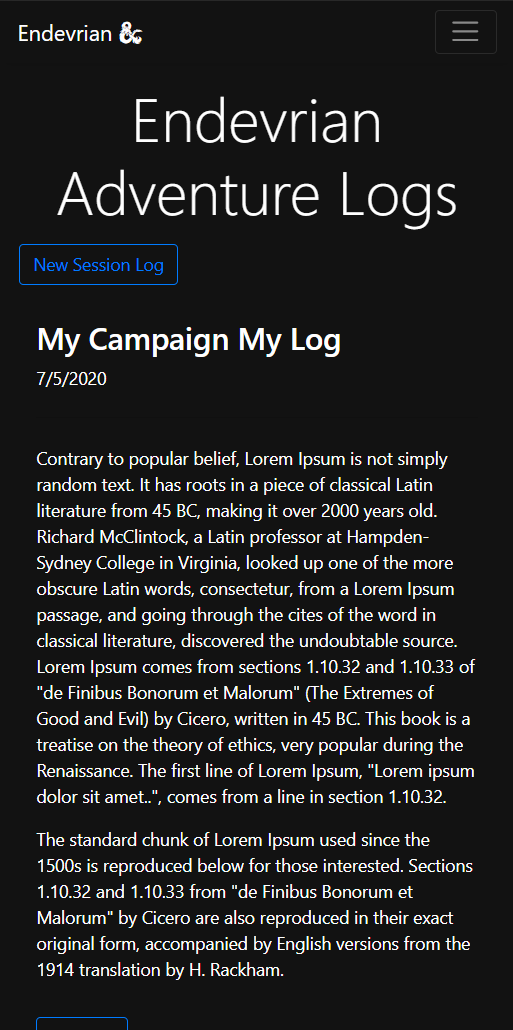 Endevrian &
Endevrian
Adventure Logs
New Session Log
My Campaign My Log
7/5/2020
Contrary to popular belief, Lorem Ipsum is not simply
random text. It has roots in a piece of classical Latin
literature from 45 BC, making it over 2000 years old.
Richard McClintock, a Latin professor at Hampden-
Sydney College in Virginia, looked up one of the more
obscure Latin words, consectetur, from a Lorem Ipsum
passage, and going through the cites of the word in
classical literature, discovered the undoubtable source.
Lorem Ipsum comes from sections 1.10.32 and 1.10.33 of
"de Finibus Bonorum et Malorum" (The Extremes of
Good and Evil) by Cicero, written in 45 BC. This book is a
treatise on the theory of ethics, very popular during the
Renaissance. The first line of Lorem Ipsum, "Lorem ipsum
dolor sit amet..", comes from a line in section 1.10.32.
The standard chunk of Lorem Ipsum used since the
1500s is reproduced below for those interested. Sections
1.10.32 and 1.10.33 from "de Finibus Bonorum et
Malorum" by Cicero are also reproduced in their exact
original form, accompanied by English versions from the
1914 translation by H. Rackham.